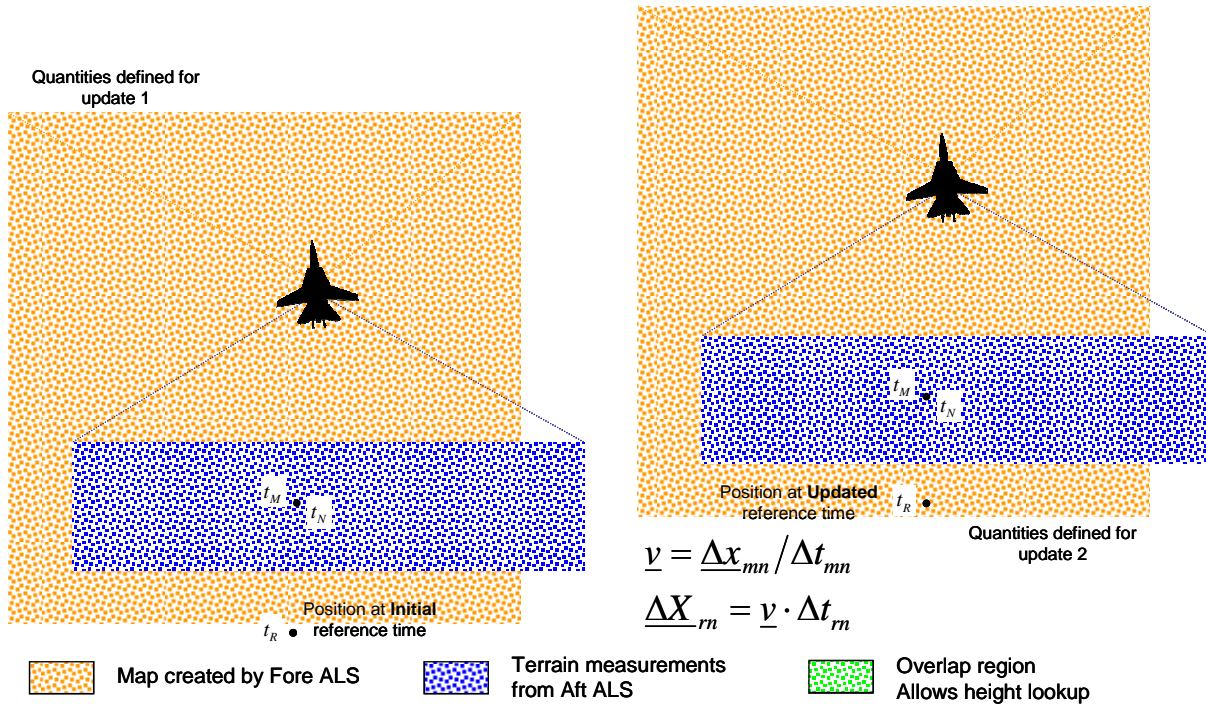 Quantities defined for
update 1
t_M
t_N
Position at Initial
reference time
t_R
t_M
t_N
Position at Updated
reference time
t_R
Quantities defined for
update 2
v = Δx_mn / Δt_mn
ΔX_rn = v · Δt_rn
Map created by Fore ALS
Terrain measurements
from Aft ALS
Overlap region
Allows height lookup